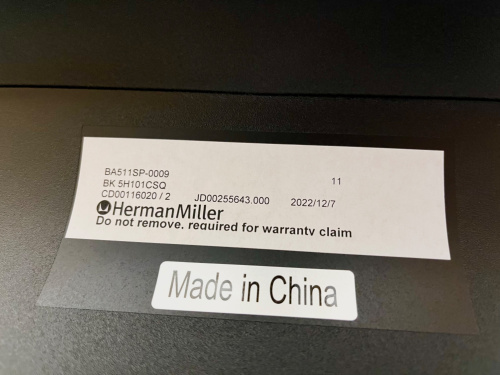 BA511SP-0009
11
BK 5H101CSQ
CD00116020 / 2 JD00255643.000 2022/12/7
HermanMiller
Do not remove, required for warranty claim
Made in China